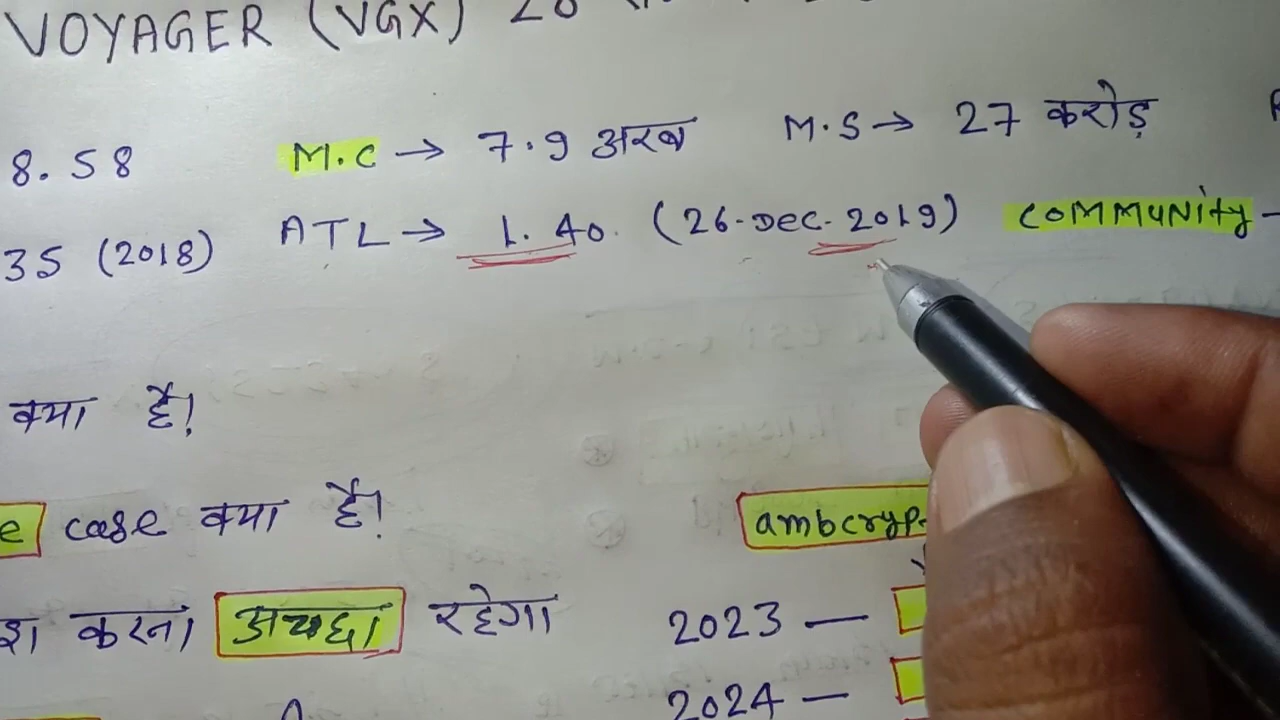 VOYAGER (VGX)
8.58 M.C → 7.9 अरब M.S → 27 करोड़
35 (2018) ATL → 1.40 (26-Dec-2019) COMMUNity
क्या है।
e case क्या है।
ambcryp
करना अच्छा रहेगा
2023 —
2024 —